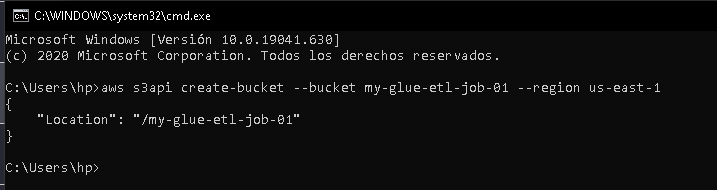 C:\WINDOWS\system32\cmd.exe
Microsoft Windows [Versión 10.0.19041.630]
(c) 2020 Microsoft Corporation. Todos los derechos reservados.
C:\Users\hp>aws s3api create-bucket --bucket my-glue-etl-job-01 --region us-east-1
{
    "Location": "/my-glue-etl-job-01"
}
C:\Users\hp>